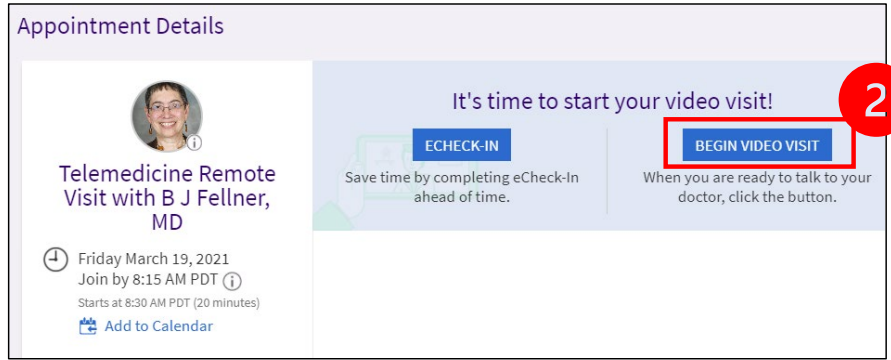 Appointment Details
Telemedicine Remote
Visit with B J Fellner,
MD
Friday March 19, 2021
Join by 8:15 AM PDT
Starts at 8:30 AM PDT (20 minutes)
Add to Calendar
It's time to start your video visit!
ECHECK-IN
Save time by completing eCheck-In
ahead of time.
2
BEGIN VIDEO VISIT
When you are ready to talk to your
doctor, click the button.